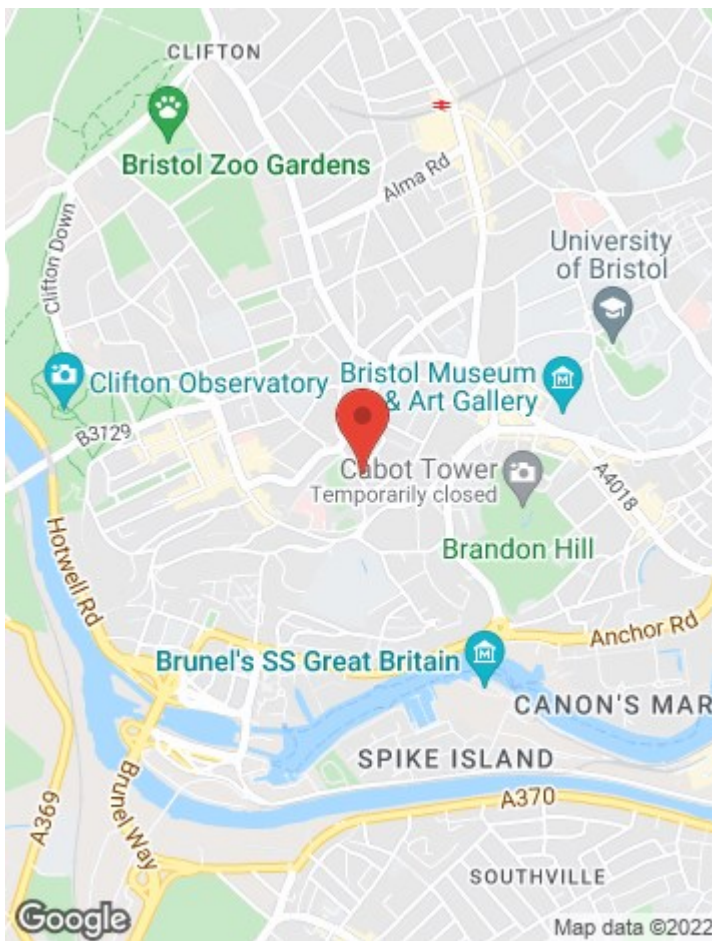 CLIFTON
Bristol Zoo Gardens
Alma Rd
University
of Bristol
Clifton Down
Clifton Observatory
Bristol Museum
& Art Gallery
B3129
Cabot Tower
Temporarily closed
A4018
Hotwell Rd
Brandon Hill
Anchor Rd
Brunel's SS Great Britain
CANON'S MAR
SPIKE ISLAND
A370
A369
Brunel Way
SOUTHVILLE
Google
Map data ©2022